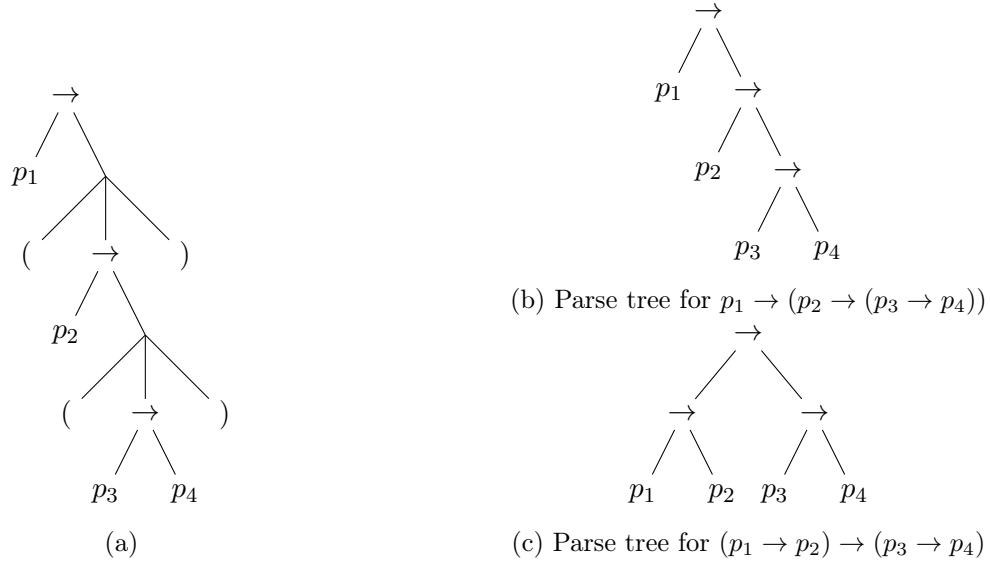 →
p₁
( → )
p₂
( → )
p₃ p₄
(a)
→
p₁ →
p₂ →
p₃ p₄
(b) Parse tree for p₁ → (p₂ → (p₃ → p₄))
→
→ →
p₁ p₂ p₃ p₄
(c) Parse tree for (p₁ → p₂) → (p₃ → p₄)